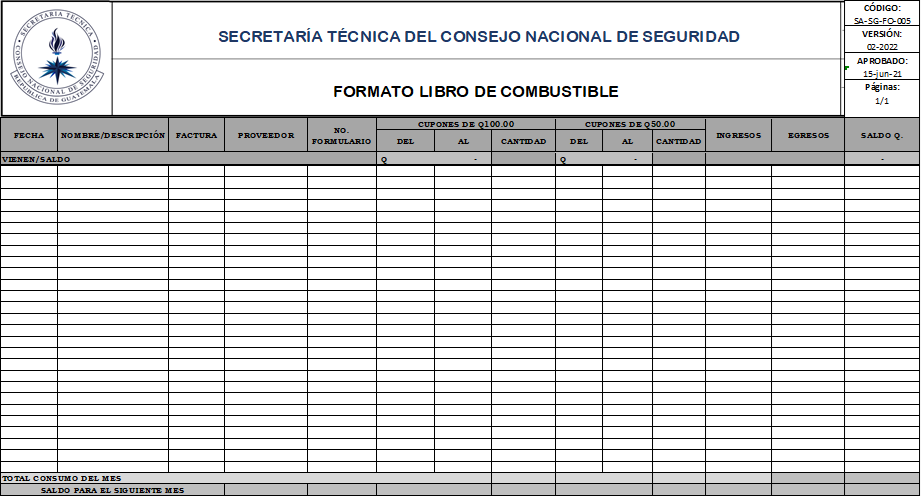 SECRETARÍA TÉCNICA
CONSEJO NACIONAL DE SEGURIDAD
REPUBLICA DE GUATEMALA
SECRETARÍA TÉCNICA DEL CONSEJO NACIONAL DE SEGURIDAD
FORMATO LIBRO DE COMBUSTIBLE
CÓDIGO:
SA-SG-FO-005
VERSIÓN:
02-2022
APROBADO:
15-jun-21
Páginas:
1/1
FECHA NOMBRE/DESCRIPCIÓN FACTURA PROVEEDOR NO. FORMULARIO CUPONES DE Q100.00 CUPONES DE Q50.00 INGRESOS EGRESOS SALDO Q.
DEL AL CANTIDAD DEL AL CANTIDAD
VIENEN/SALDO Q - Q - -
TOTAL CONSUMO DEL MES
SALDO PARA EL SIGUIENTE MES